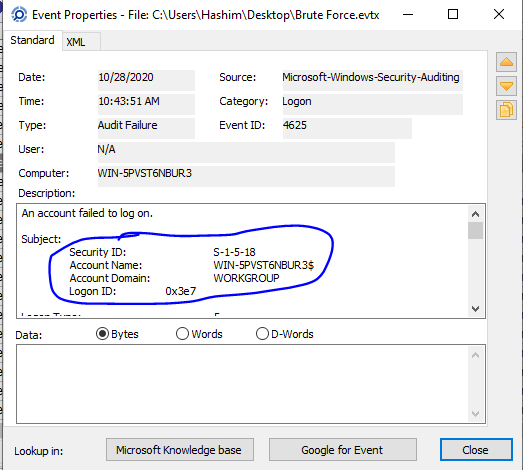 Event Properties - File: C:\Users\Hashim\Desktop\Brute Force.evtx
Standard XML
Date: 10/28/2020 Source: Microsoft-Windows-Security-Auditing
Time: 10:43:51 AM Category: Logon
Type: Audit Failure Event ID: 4625
User: N/A
Computer: WIN-5PVST6NBUR3
Description:
An account failed to log on.
Subject:
Security ID: S-1-5-18
Account Name: WIN-5PVST6NBUR3$
Account Domain: WORKGROUP
Logon ID: 0x3e7
Data: Bytes Words D-Words
Lookup in: Microsoft Knowledge base Google for Event Close